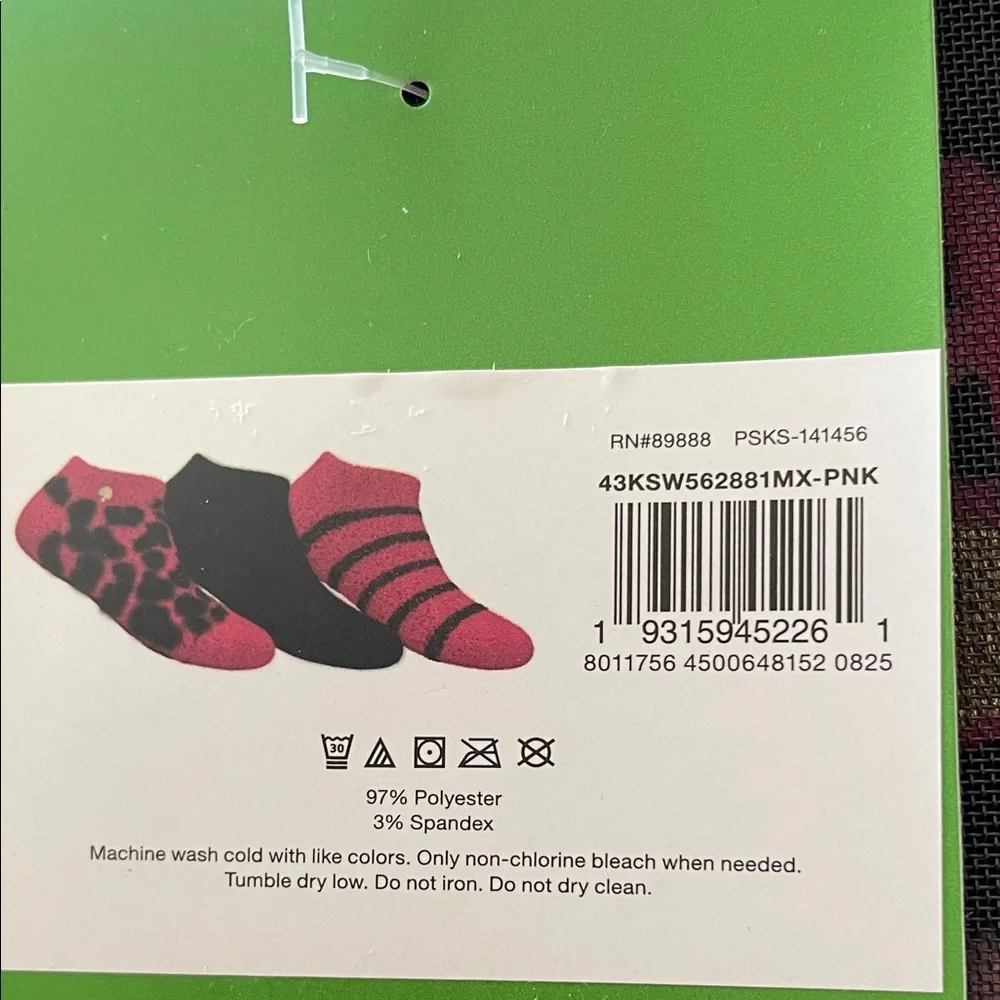 RN#89888 PSKS-141456
43KSW562881MX-PNK
1 9315945226 1
8011756 4500648152 0825
30
97% Polyester
3% Spandex
Machine wash cold with like colors. Only non-chlorine bleach when needed.
Tumble dry low. Do not iron. Do not dry clean.